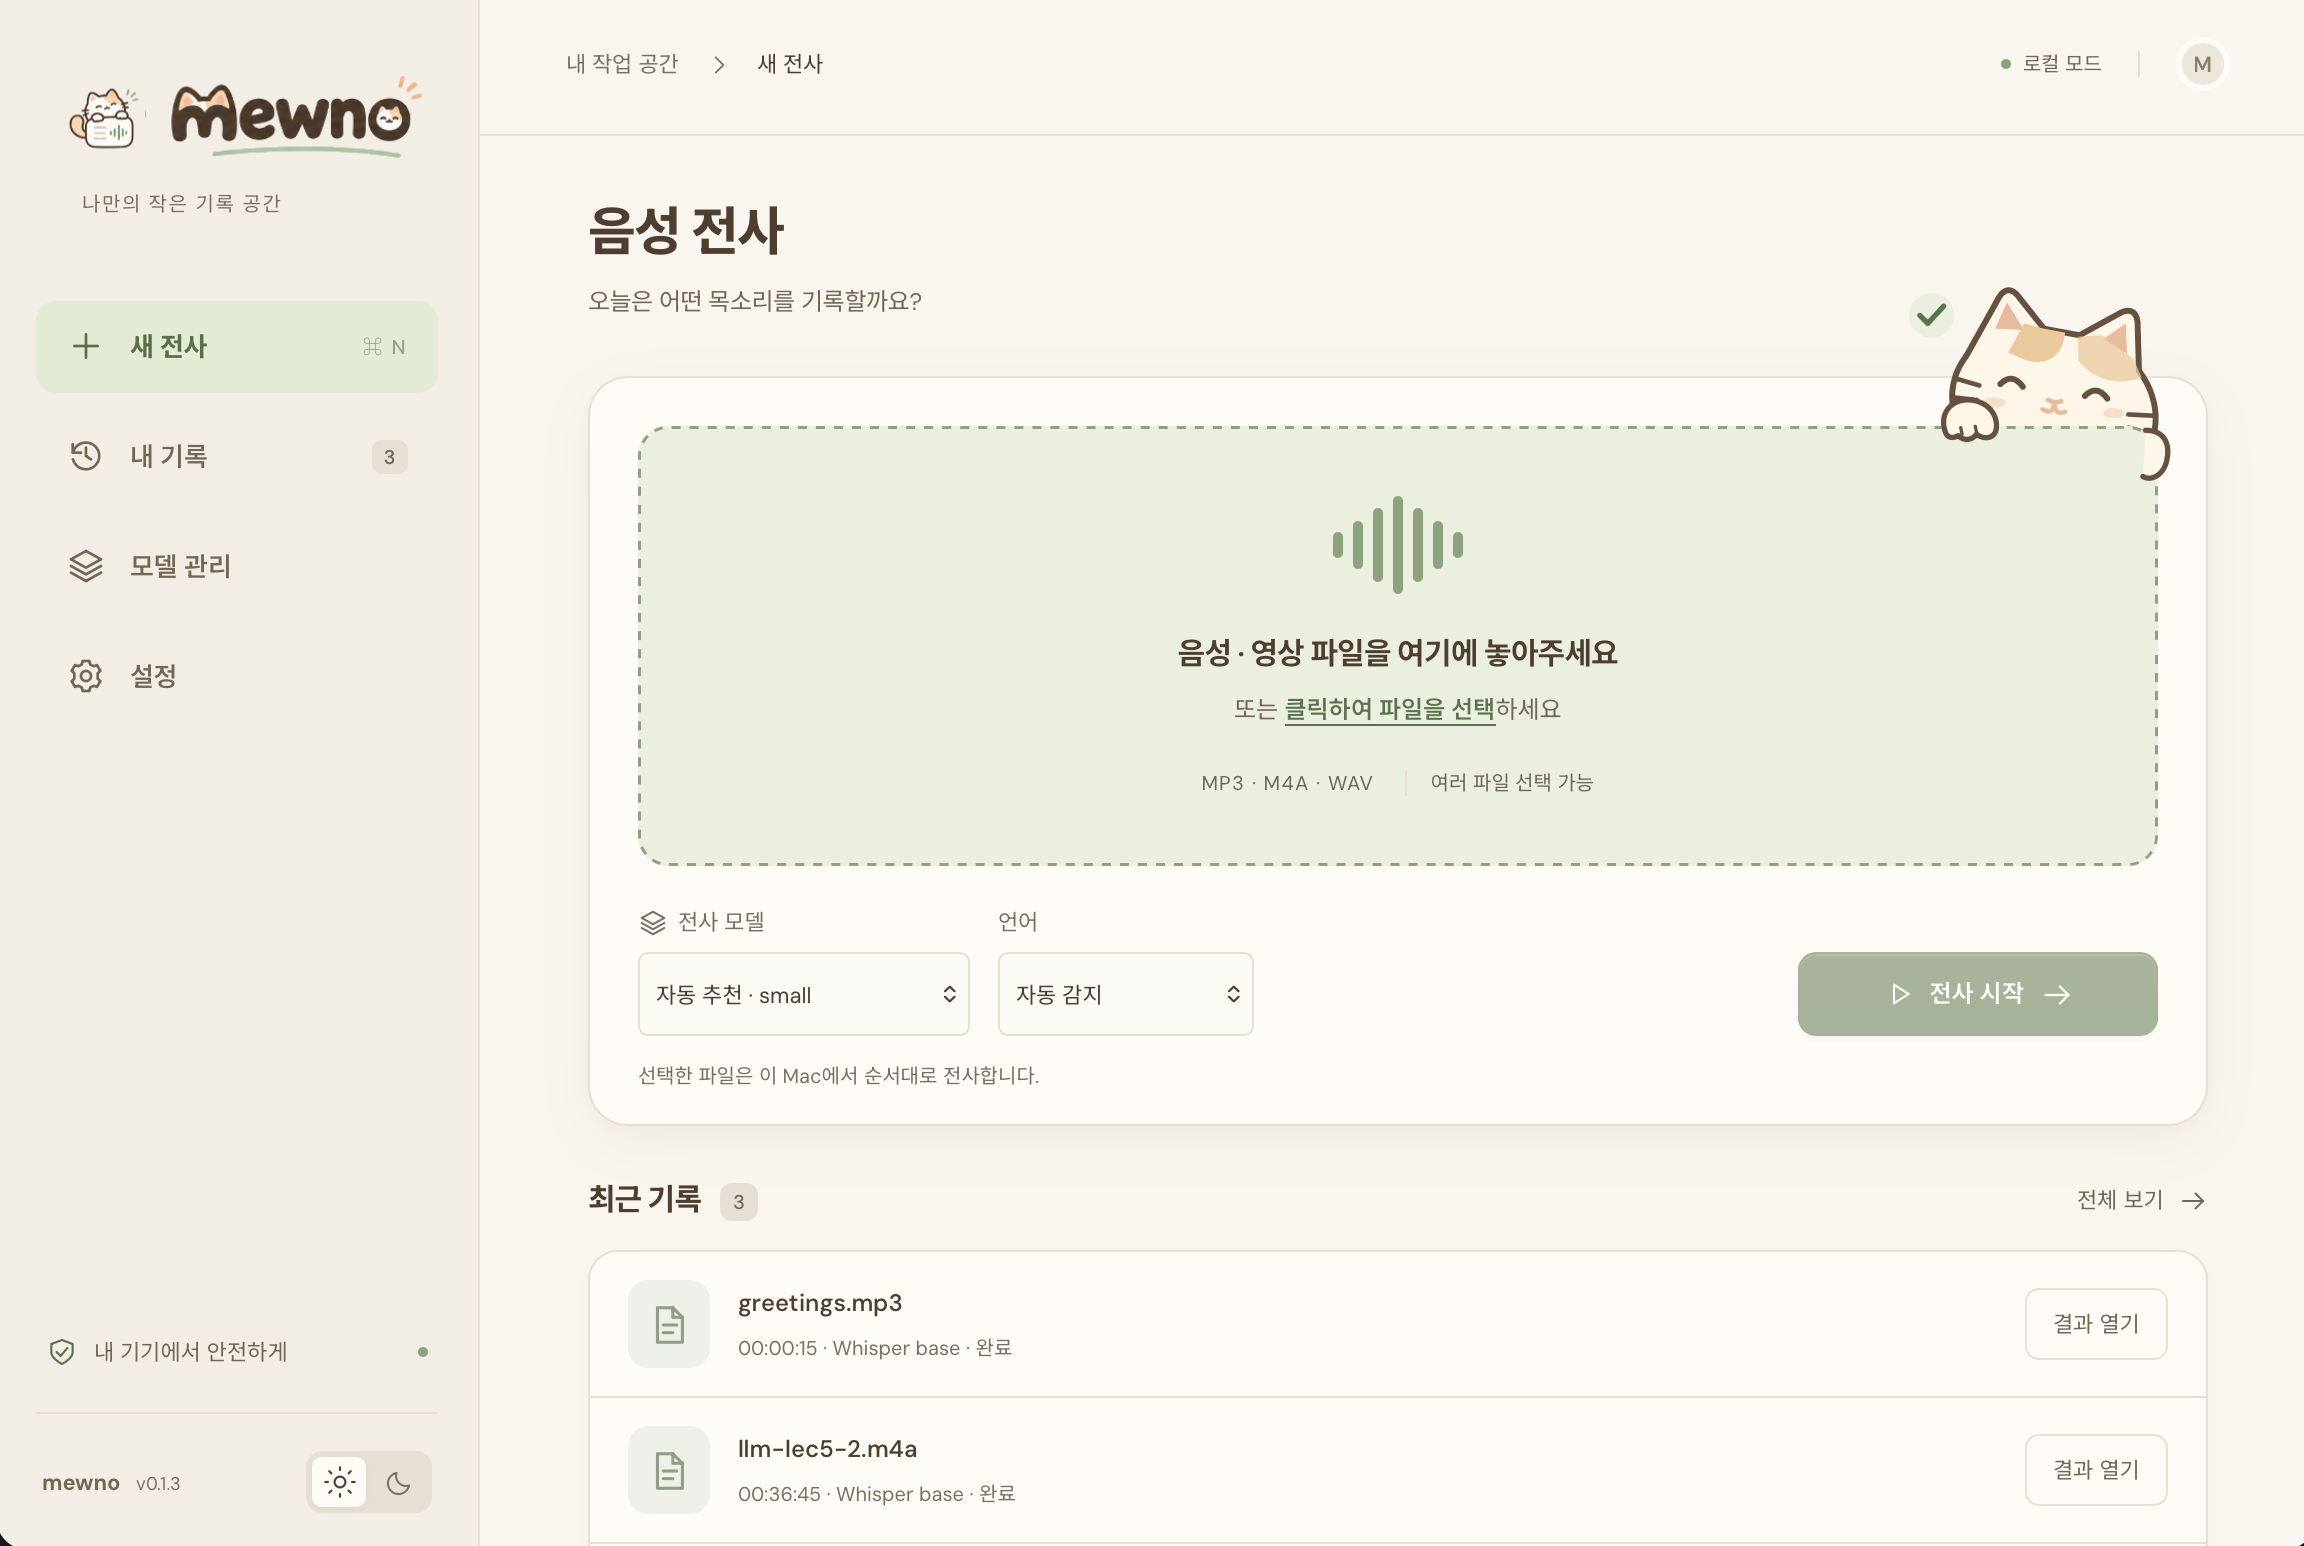 mewno
나만의 작은 기록 공간
새 전사 ⌘ N
내 기록 3
모델 관리
설정
내 기기에서 안전하게
mewno v0.1.3
내 작업 공간 > 새 전사
로컬 모드 M
음성 전사
오늘은 어떤 목소리를 기록할까요?
음성 · 영상 파일을 여기에 놓아주세요
또는 클릭하여 파일을 선택하세요
MP3 · M4A · WAV 여러 파일 선택 가능
전사 모델 언어
자동 추천 · small 자동 감지 전사 시작 →
선택한 파일은 이 Mac에서 순서대로 전사합니다.
최근 기록 3 전체 보기 →
greetings.mp3
00:00:15 · Whisper base · 완료
결과 열기
llm-lec5-2.m4a
00:36:45 · Whisper base · 완료
결과 열기